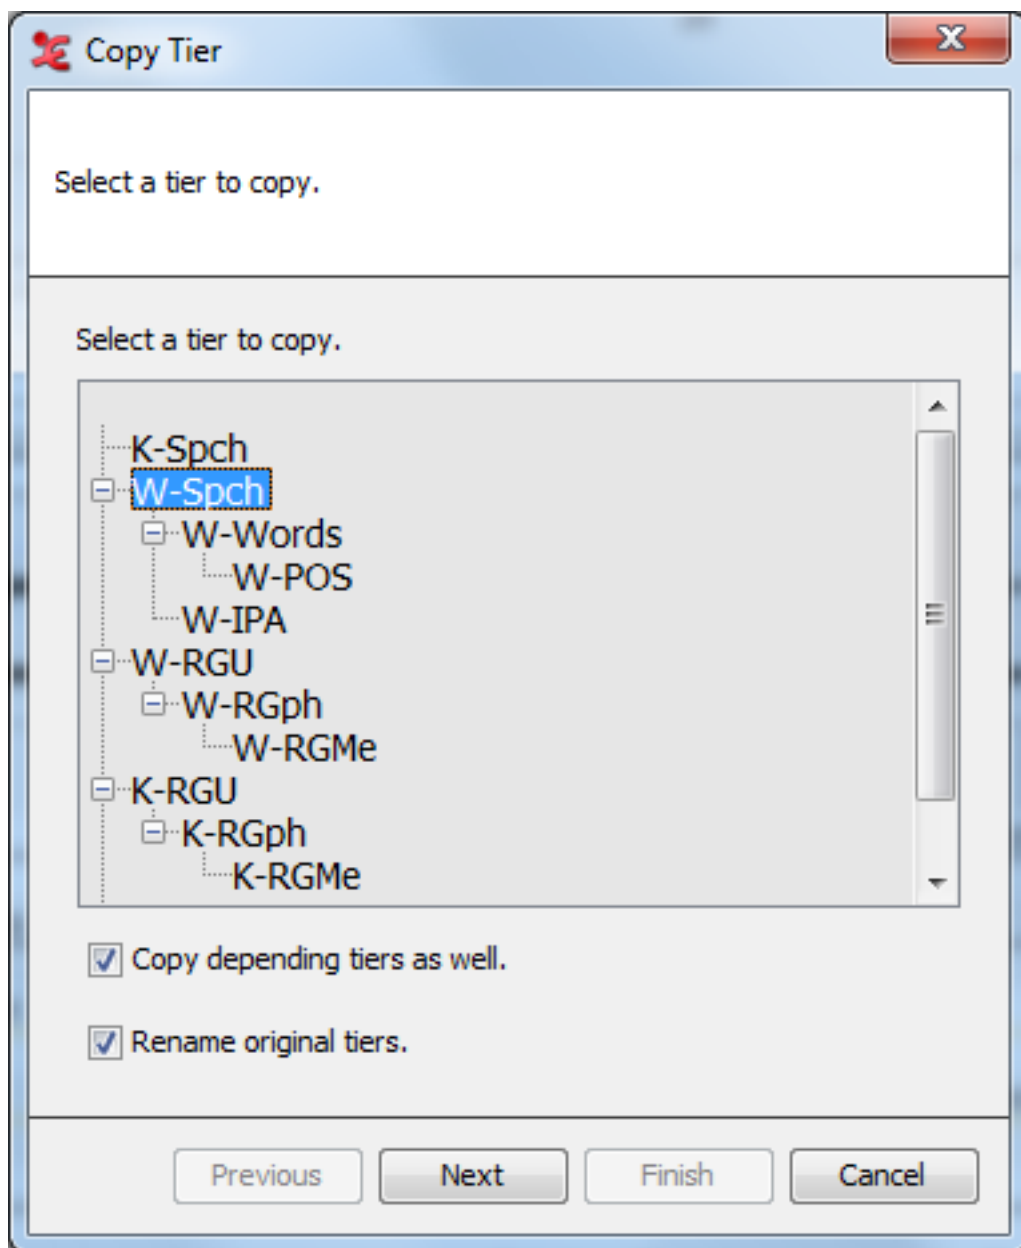 Copy Tier
Select a tier to copy.
Select a tier to copy.
K-Spch
W-Spch
W-Words
W-POS
W-IPA
W-RGU
W-RGph
W-RGMe
K-RGU
K-RGph
K-RGMe
Copy depending tiers as well.
Rename original tiers.
Previous Next Finish Cancel